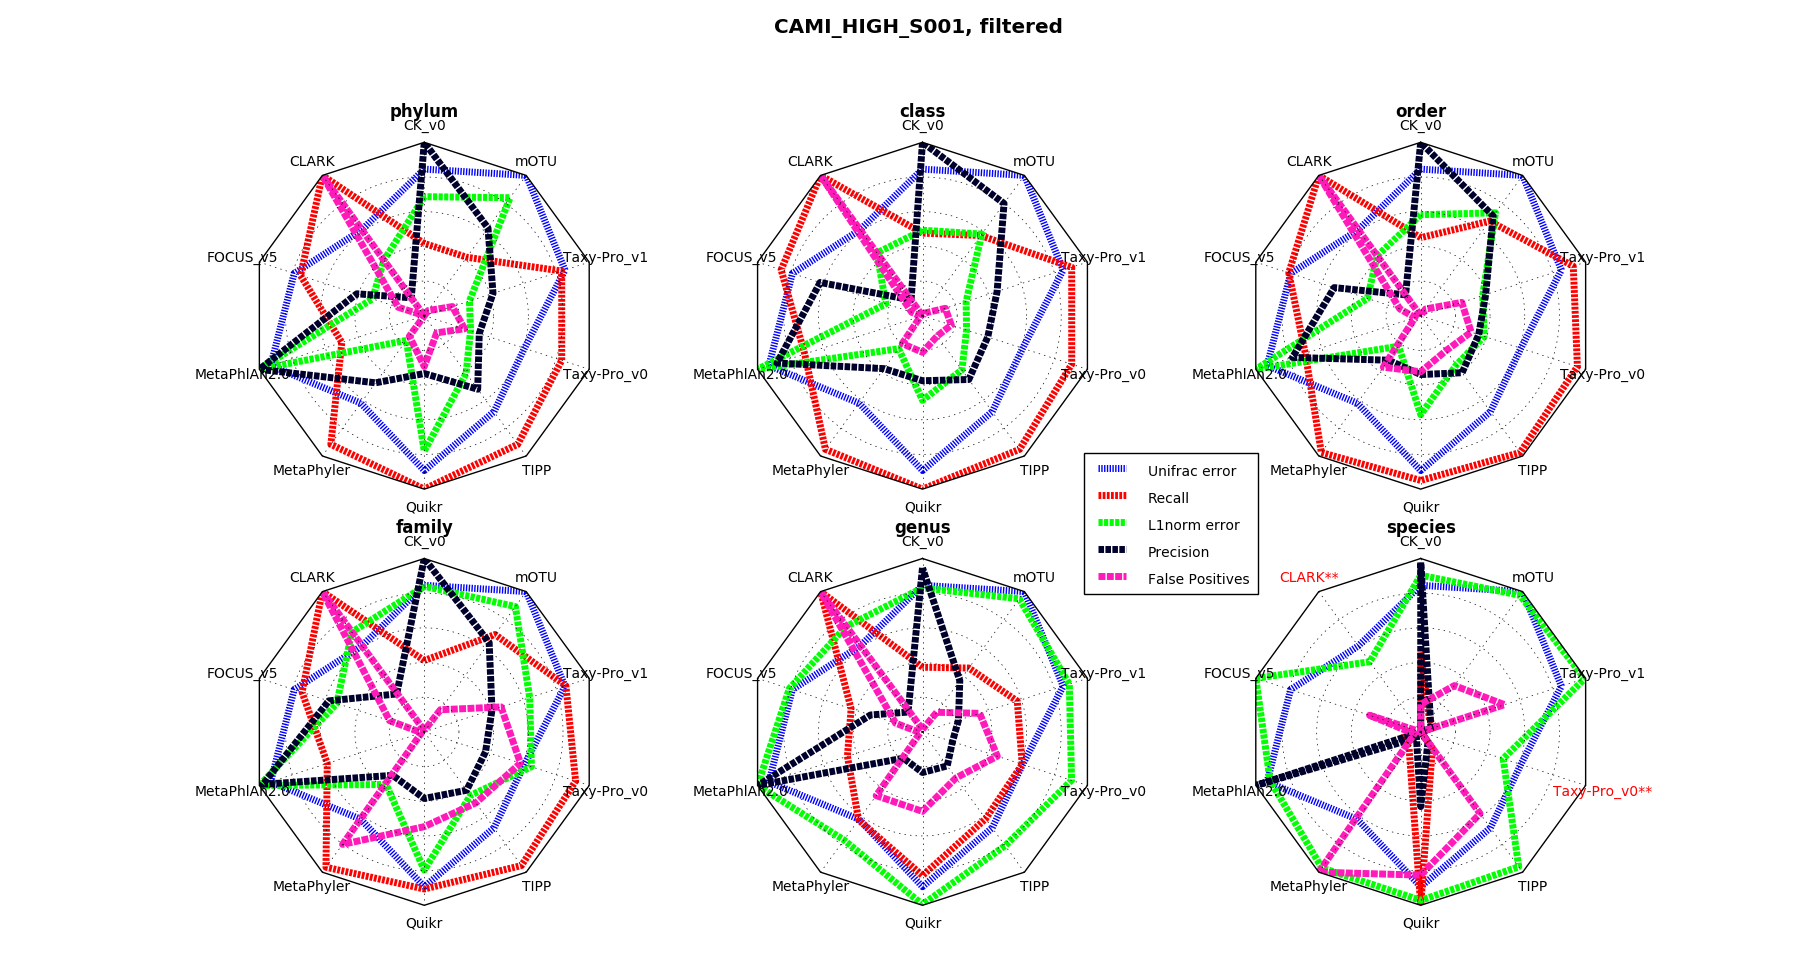 CAMI_HIGH_S001, filtered
phylum
CK_v0
mOTU
Taxy-Pro_v1
Taxy-Pro_v0
TIPP
Quikr
MetaPhyler
MetaPhlAn2.0
FOCUS_v5
CLARK
class
CK_v0
mOTU
Taxy-Pro_v1
Taxy-Pro_v0
TIPP
Quikr
MetaPhyler
MetaPhlAn2.0
FOCUS_v5
CLARK
order
CK_v0
mOTU
Taxy-Pro_v1
Taxy-Pro_v0
TIPP
Quikr
MetaPhyler
MetaPhlAn2.0
FOCUS_v5
CLARK
Unifrac error
Recall
L1norm error
Precision
False Positives
family
CK_v0
mOTU
Taxy-Pro_v1
Taxy-Pro_v0
TIPP
Quikr
MetaPhyler
MetaPhlAn2.0
FOCUS_v5
CLARK
genus
CK_v0
mOTU
Taxy-Pro_v1
Taxy-Pro_v0
TIPP
Quikr
MetaPhyler
MetaPhlAn2.0
FOCUS_v5
CLARK
species
CK_v0
mOTU
Taxy-Pro_v1
Taxy-Pro_v0**
TIPP
Quikr
MetaPhyler
MetaPhlAn2.0
FOCUS_v5
CLARK**